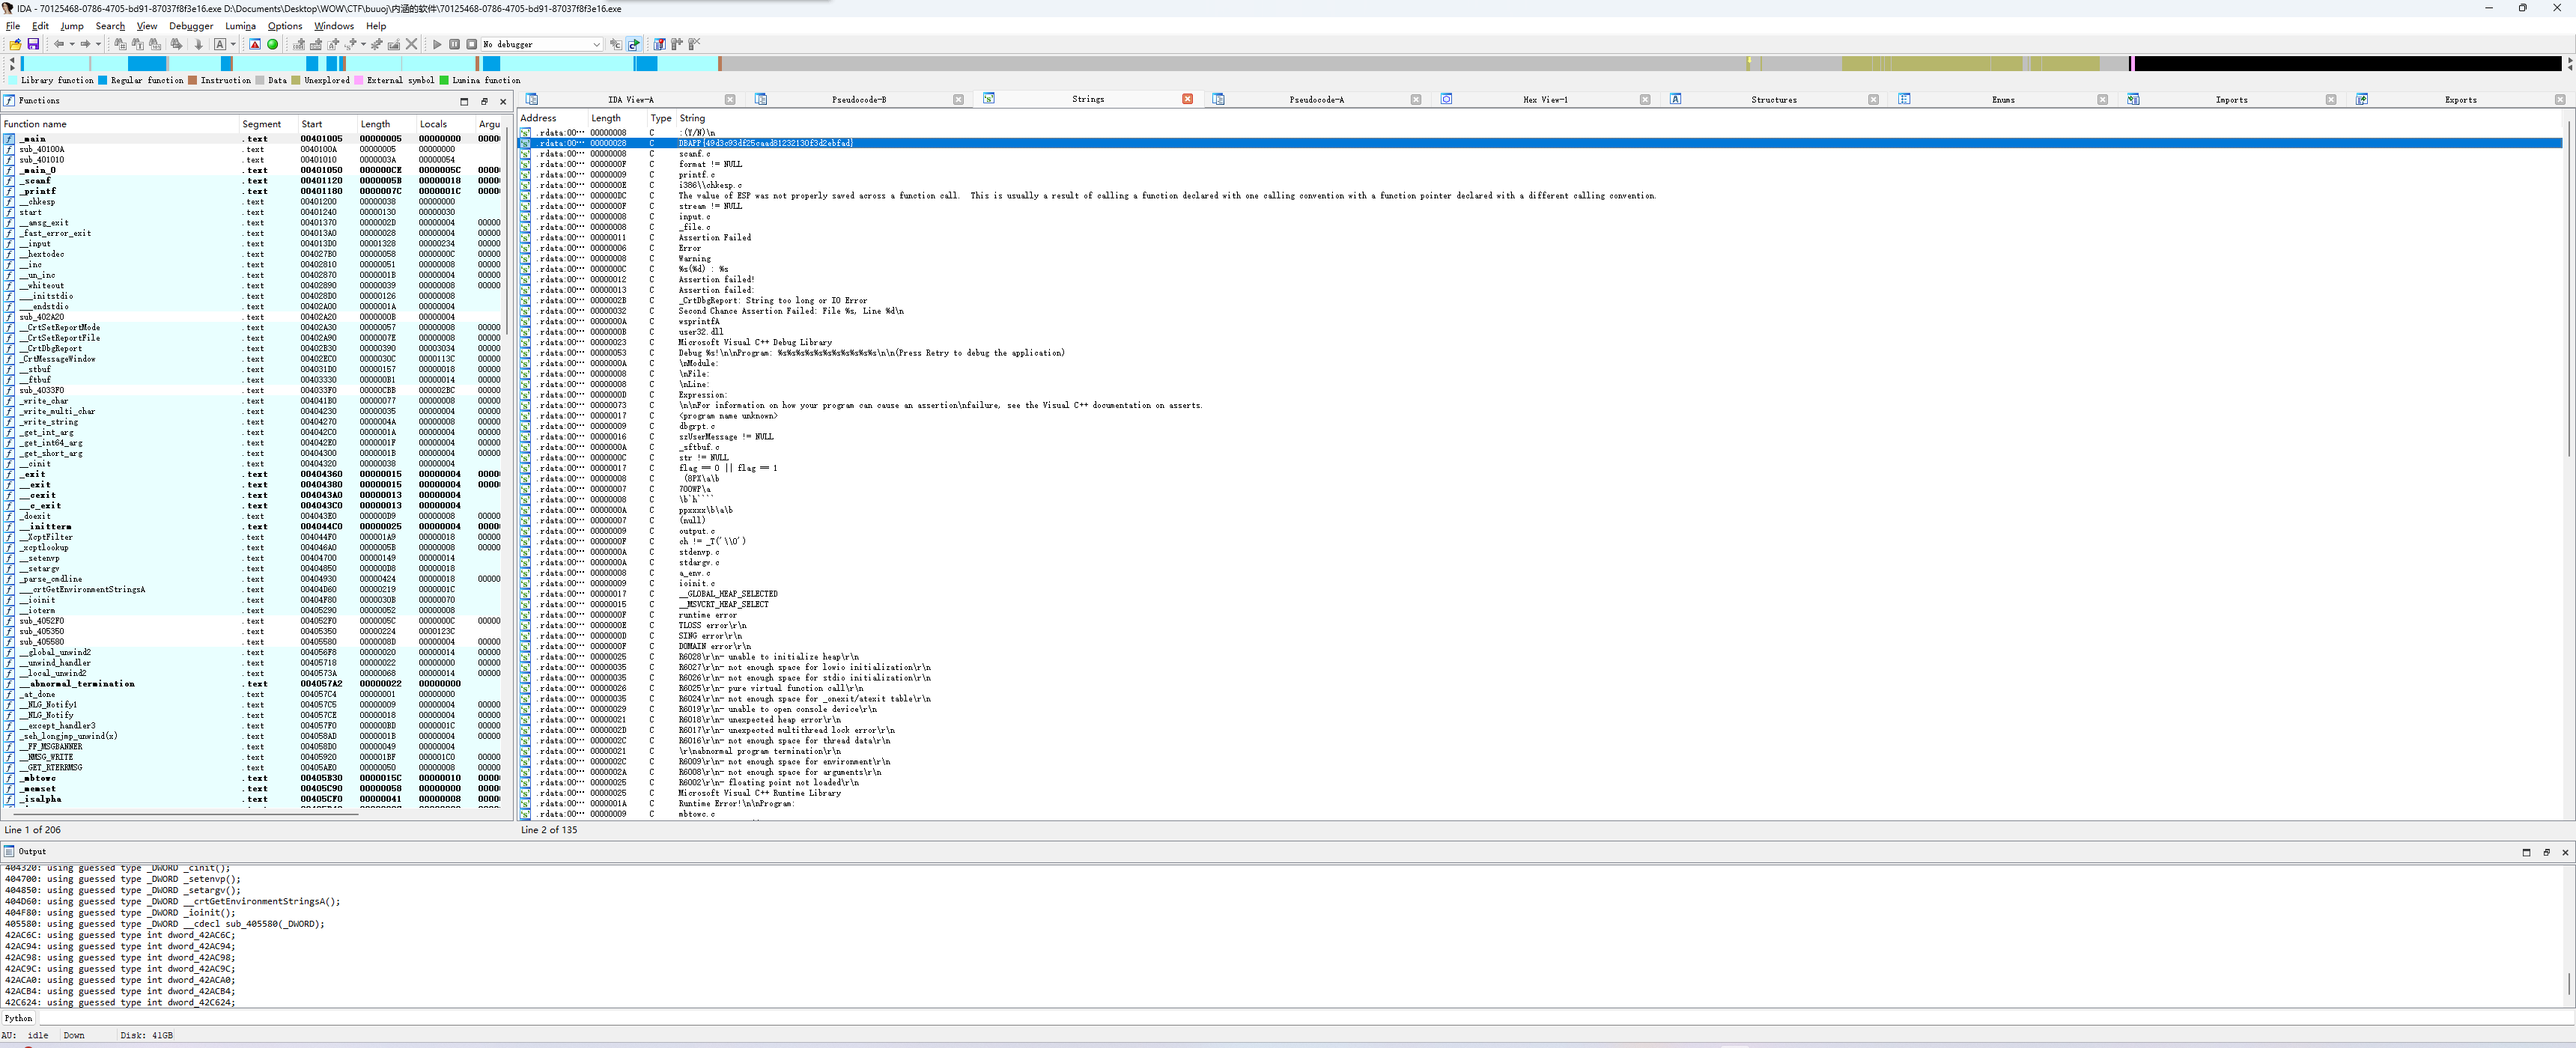 IDA - 70125468-0786-4705-bd91-87037f8f3e16.exe D:\Documents\Desktop\WOW\CTF\buuoj\内涵的软件\70125468-0786-4705-bd91-87037f8f3e16.exe
File Edit Jump Search View Debugger Lumina Options Windows Help
No debugger
Library function Regular function Instruction Data Unexplored External symbol Lumina function
Functions
Function name Segment Start Length Locals Argu
_main .text 00401005 00000005 00000000 0000
sub_40100A .text 0040100A 00000005 00000000
sub_401010 .text 00401010 0000003A 00000054
_main_0 .text 00401050 000000CE 0000005C 0000
_scanf .text 00401120 0000005B 00000018 0000
_printf .text 00401180 0000007C 0000001C 0000
__chkesp .text 00401200 00000038 00000000
start .text 00401240 00000130 00000030
__amsg_exit .text 00401370 0000002D 00000004 00000
_fast_error_exit .text 004013A0 00000028 00000004 00000
__input .text 004013D0 00001328 00000234 00000
__hextodec .text 004027B0 00000058 0000000C 00000
__inc .text 00402810 00000051 00000008 00000
__un_inc .text 00402870 0000001B 00000004 00000
__whiteout .text 00402890 00000039 00000008 00000
___initstdio .text 004028D0 00000126 00000008
___endstdio .text 00402A00 0000001A 00000004
sub_402A20 .text 00402A20 0000000B 00000004
__CrtSetReportMode .text 00402A30 00000057 00000008 00000
__CrtSetReportFile .text 00402A90 0000007E 00000008 00000
__CrtDbgReport .text 00402B30 00000390 00003034 00000
_CrtMessageWindow .text 00402EC0 0000030C 0000113C 00000
__stbuf .text 004031D0 00000157 00000018 00000
__ftbuf .text 00403330 000000B1 00000014 00000
sub_4033F0 .text 004033F0 00000CBB 000002BC 00000
_write_char .text 004041B0 00000077 00000008 00000
_write_multi_char .text 00404230 00000035 00000004 00000
_write_string .text 00404270 0000004A 00000008 00000
_get_int_arg .text 004042C0 0000001A 00000004 00000
_get_int64_arg .text 004042E0 0000001F 00000004 00000
_get_short_arg .text 00404300 0000001B 00000004 00000
__cinit .text 00404320 00000038 00000004
_exit .text 00404360 00000015 00000004 0000
__exit .text 00404380 00000015 00000004 0000
__cexit .text 004043A0 00000013 00000004
__c_exit .text 004043C0 00000013 00000004
_doexit .text 004043E0 000000D9 00000008 00000
__initterm .text 004044C0 00000025 00000004 0000
__XcptFilter .text 004044F0 000001A9 00000018 00000
_xcptlookup .text 004046A0 0000005B 00000008 00000
__setenvp .text 00404700 00000149 00000014
__setargv .text 00404850 000000D8 00000018
_parse_cmdline .text 00404930 00000424 00000018 00000
___crtGetEnvironmentStringsA .text 00404D60 00000219 0000001C
__ioinit .text 00404F80 0000030B 00000070
__ioterm .text 00405290 00000052 00000008
sub_4052F0 .text 004052F0 0000005C 0000000C 00000
sub_405350 .text 00405350 00000224 0000123C
sub_405580 .text 00405580 0000008D 00000004 00000
__global_unwind2 .text 004056F8 00000020 00000014 00000
__unwind_handler .text 00405718 00000022 00000000 00000
__local_unwind2 .text 0040573A 00000068 00000014 00000
__abnormal_termination .text 004057A2 00000022 00000000
_at_done .text 004057C4 00000001 00000000
__NLG_Notify1 .text 004057C5 00000009 00000004 00000
__NLG_Notify .text 004057CE 00000018 00000004 00000
__except_handler3 .text 004057F0 000000BD 0000001C 00000
_seh_longjmp_unwind(x) .text 004058AD 0000001B 00000004 00000
__FF_MSGBANNER .text 004058D0 00000049 00000004
__NMSG_WRITE .text 00405920 000001BF 000001C0 00000
__GET_RTERRMSG .text 00405AE0 00000050 00000008 00000
_mbtowc .text 00405B30 0000015C 00000010 0000
_memset .text 00405C90 00000058 00000000 0000
_isalpha .text 00405CF0 00000041 00000008 0000
Line 1 of 206
IDA View-A Pseudocode-B Strings Pseudocode-A Hex View-1 Structures Enums Imports Exports
Address Length Type String
.rdata:00… 00000008 C :(Y/N)\n
.rdata:00… 00000028 C DBAPP{49d3c93df25caad81232130f3d2ebfad}
.rdata:00… 00000008 C scanf.c
.rdata:00… 0000000F C format != NULL
.rdata:00… 00000009 C printf.c
.rdata:00… 0000000E C i386\\chkesp.c
.rdata:00… 000000DC C The value of ESP was not properly saved across a function call.  This is usually a result of calling a function declared with one calling convention with a function pointer declared with a different calling convention.
.rdata:00… 0000000F C stream != NULL
.rdata:00… 00000008 C input.c
.rdata:00… 00000008 C _file.c
.rdata:00… 00000011 C Assertion Failed
.rdata:00… 00000006 C Error
.rdata:00… 00000008 C Warning
.rdata:00… 0000000C C %s(%d) : %s
.rdata:00… 00000012 C Assertion failed!
.rdata:00… 00000013 C Assertion failed:
.rdata:00… 0000002B C _CrtDbgReport: String too long or IO Error
.rdata:00… 00000032 C Second Chance Assertion Failed: File %s, Line %d\n
.rdata:00… 0000000A C wsprintfA
.rdata:00… 0000000B C user32.dll
.rdata:00… 00000023 C Microsoft Visual C++ Debug Library
.rdata:00… 00000053 C Debug %s!\n\nProgram: %s%s%s%s%s%s%s%s%s%s%s%s\n\n(Press Retry to debug the application)
.rdata:00… 0000000A C \nModule:
.rdata:00… 00000008 C \nFile:
.rdata:00… 00000008 C \nLine:
.rdata:00… 0000000D C Expression:
.rdata:00… 00000073 C \n\nFor information on how your program can cause an assertion\nfailure, see the Visual C++ documentation on asserts.
.rdata:00… 00000017 C <program name unknown>
.rdata:00… 00000009 C dbgrpt.c
.rdata:00… 00000016 C szUserMessage != NULL
.rdata:00… 0000000A C _sftbuf.c
.rdata:00… 0000000C C str != NULL
.rdata:00… 00000017 C flag == 0 || flag == 1
.rdata:00… 00000008 C (8PX\a\b
.rdata:00… 00000007 C 700WP\a
.rdata:00… 00000008 C \b`h````
.rdata:00… 0000000A C ppxxxx\b\a\b
.rdata:00… 00000007 C (null)
.rdata:00… 00000009 C output.c
.rdata:00… 0000000F C ch != _T('\\0')
.rdata:00… 0000000A C stdenvp.c
.rdata:00… 0000000A C stdargv.c
.rdata:00… 00000008 C a_env.c
.rdata:00… 00000009 C ioinit.c
.rdata:00… 00000017 C __GLOBAL_HEAP_SELECTED
.rdata:00… 00000015 C __MSVCRT_HEAP_SELECT
.rdata:00… 0000000F C runtime error
.rdata:00… 0000000E C TLOSS error\r\n
.rdata:00… 0000000D C SING error\r\n
.rdata:00… 0000000F C DOMAIN error\r\n
.rdata:00… 00000025 C R6028\r\n- unable to initialize heap\r\n
.rdata:00… 00000035 C R6027\r\n- not enough space for lowio initialization\r\n
.rdata:00… 00000035 C R6026\r\n- not enough space for stdio initialization\r\n
.rdata:00… 00000026 C R6025\r\n- pure virtual function call\r\n
.rdata:00… 00000035 C R6024\r\n- not enough space for _onexit/atexit table\r\n
.rdata:00… 00000029 C R6019\r\n- unable to open console device\r\n
.rdata:00… 00000021 C R6018\r\n- unexpected heap error\r\n
.rdata:00… 0000002D C R6017\r\n- unexpected multithread lock error\r\n
.rdata:00… 0000002C C R6016\r\n- not enough space for thread data\r\n
.rdata:00… 00000021 C \r\nabnormal program termination\r\n
.rdata:00… 0000002C C R6009\r\n- not enough space for environment\r\n
.rdata:00… 0000002A C R6008\r\n- not enough space for arguments\r\n
.rdata:00… 00000025 C R6002\r\n- floating point not loaded\r\n
.rdata:00… 00000025 C Microsoft Visual C++ Runtime Library
.rdata:00… 0000001A C Runtime Error!\n\nProgram:
.rdata:00… 00000009 C mbtowc.c
Line 2 of 135
Output
404320: using guessed type _DWORD _cinit();
404700: using guessed type _DWORD _setenvp();
404850: using guessed type _DWORD _setargv();
404D60: using guessed type _DWORD __crtGetEnvironmentStringsA();
404F80: using guessed type _DWORD _ioinit();
405580: using guessed type _DWORD __cdecl sub_405580(_DWORD);
42AC6C: using guessed type int dword_42AC6C;
42AC94: using guessed type int dword_42AC94;
42AC98: using guessed type int dword_42AC98;
42AC9C: using guessed type int dword_42AC9C;
42ACA0: using guessed type int dword_42ACA0;
42ACB4: using guessed type int dword_42ACB4;
42C624: using guessed type int dword_42C624;
Python
AU: idle Down Disk: 41GB